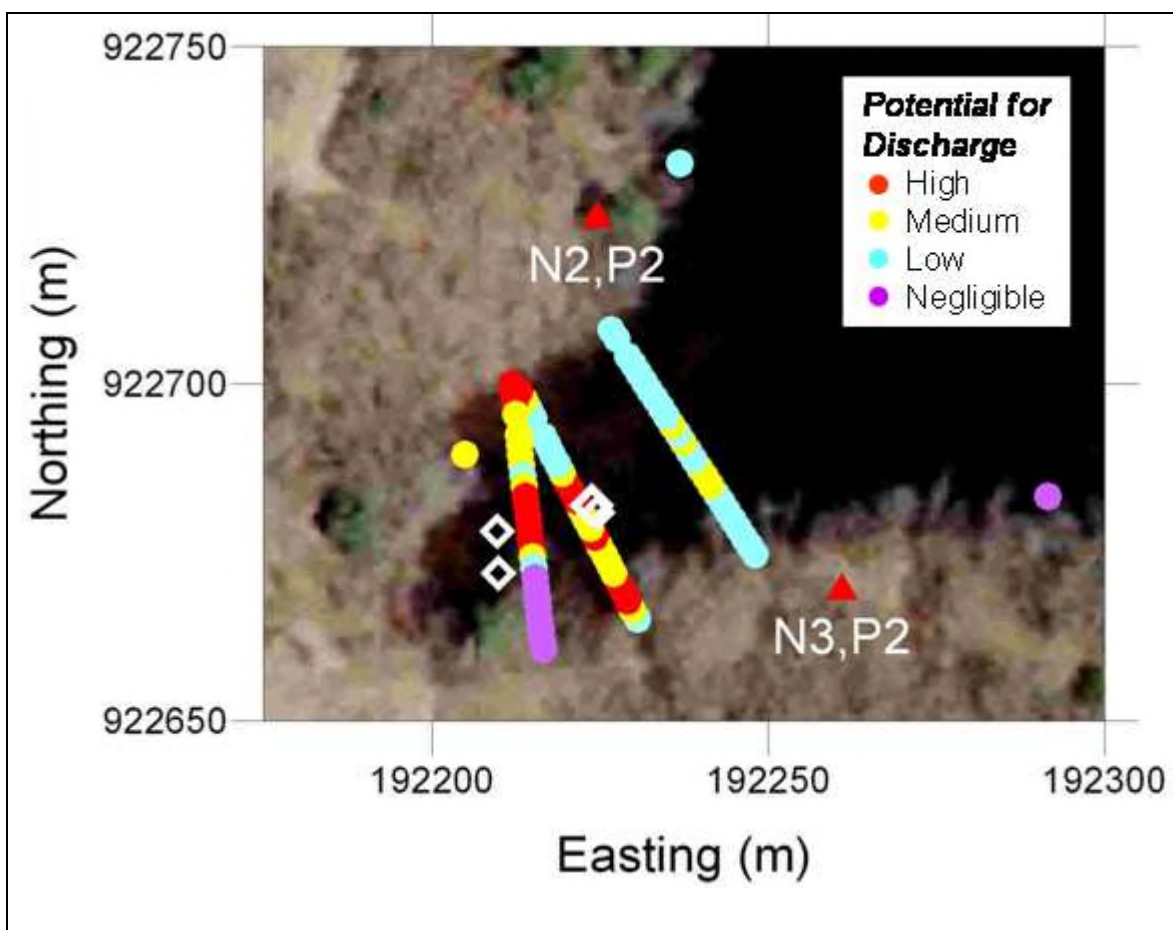 922750
Potential for
Discharge
High
Medium
Low
Negligible
N2,P2
Northing (m)
922700
N3,P2
922650
192200
192250
192300
Easting (m)